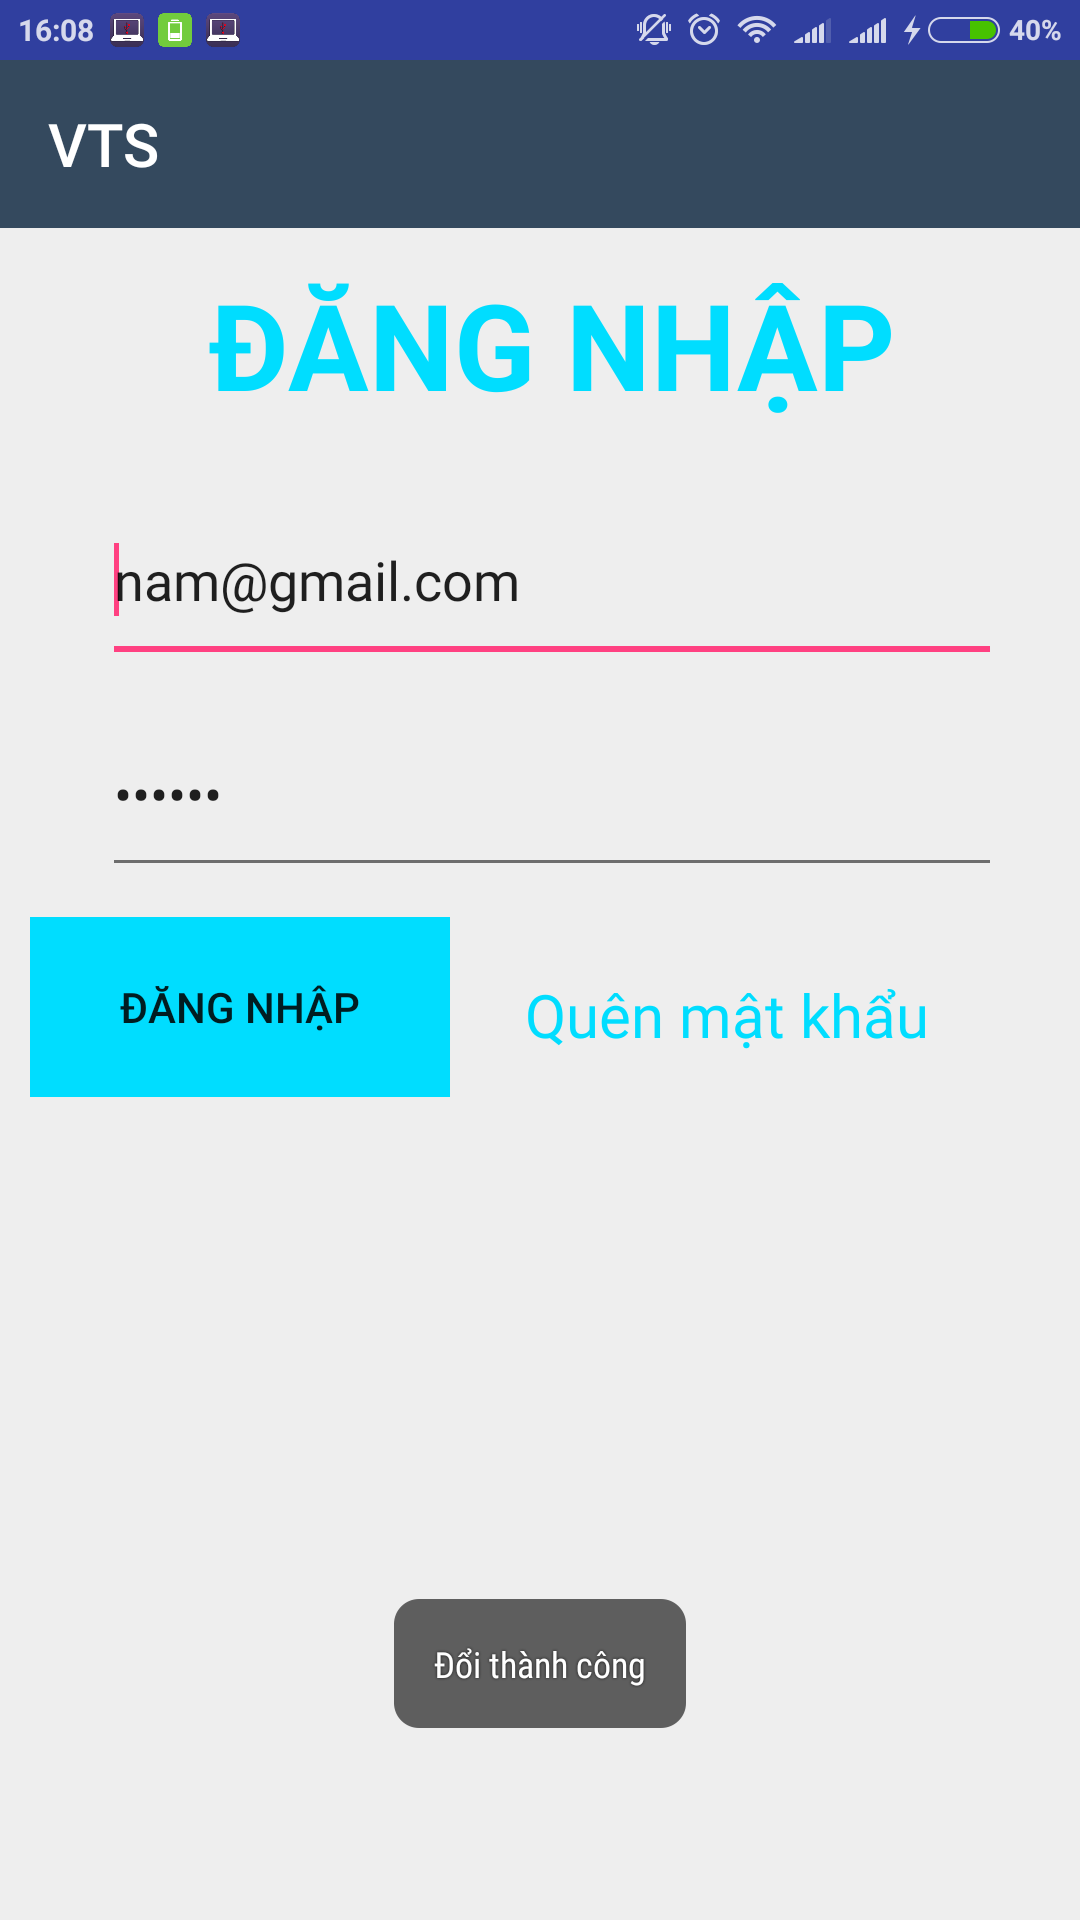 16:08
40%
VTS
ĐĂNG NHẬP
nam@gmail.com
••••••
ĐĂNG NHẬP
Quên mật khẩu
Đổi thành công